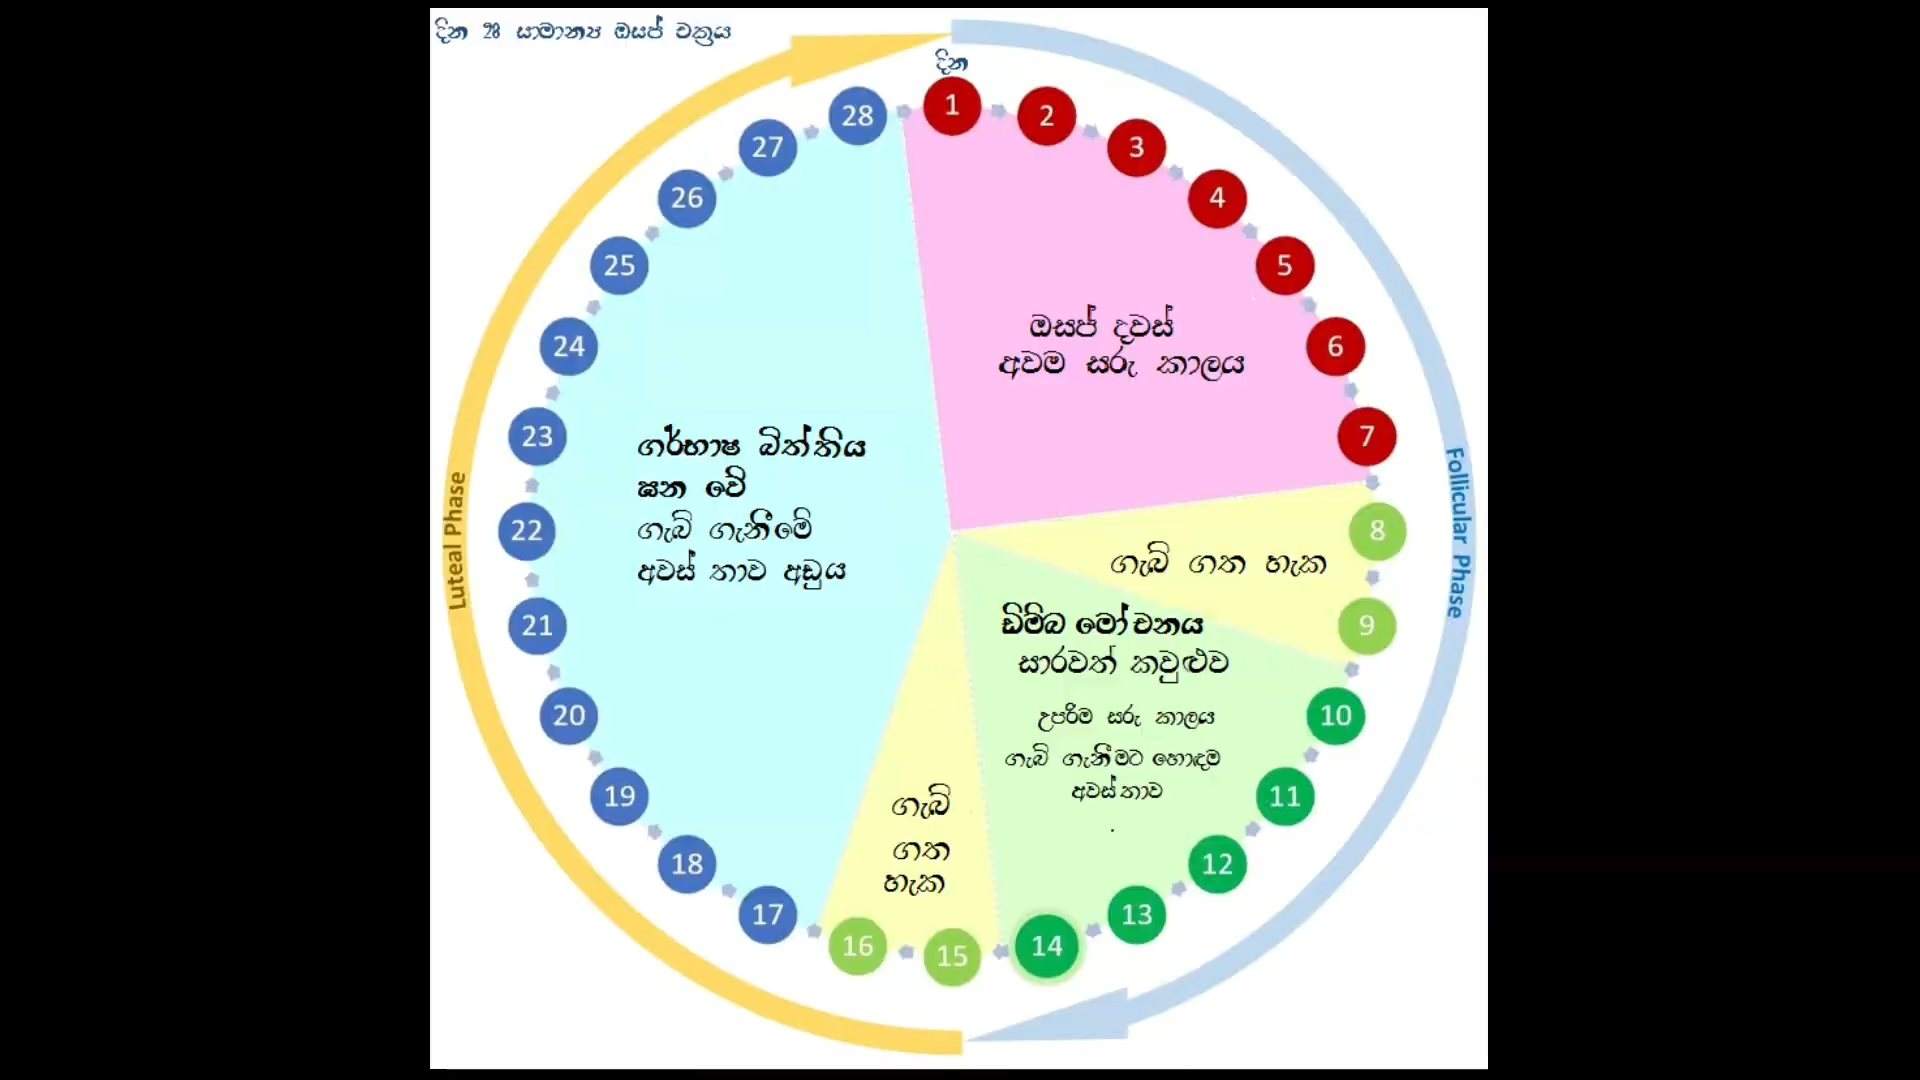 දින 28 සාමාන්‍ය ඔසප් චක්‍රය
දින
1
2
3
4
5
6
7
8
9
10
11
12
13
14
15
16
17
18
19
20
21
22
23
24
25
26
27
28
ඔසප් දවස්
අවම සරු කාලය
ගැබ් ගත හැක
ඩිම්බ මෝචනය
සාරවත් කවුළුව
උපරිම සරු කාලය
ගැබ් ගැනීමට හොඳම
අවස්තාව
.
ගැබ්
ගත
හැක
ගර්භාෂ බිත්තිය
ඝන වේ
ගැබ් ගැනීමේ
අවස්තාව අඩුය
Follicular Phase
Luteal Phase